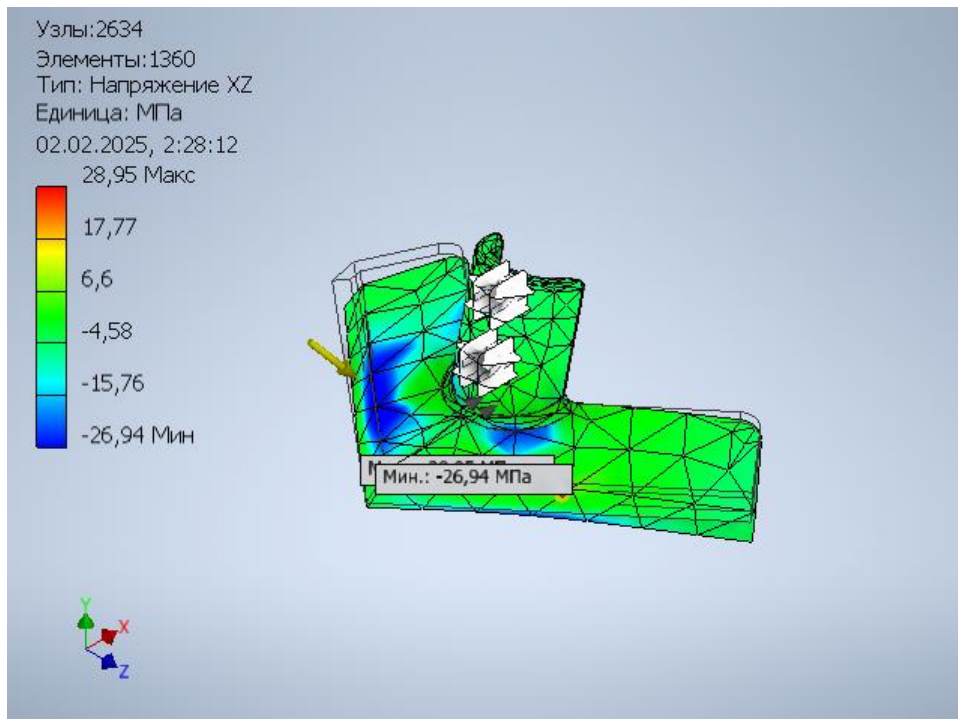 Узлы:2634
Элементы:1360
Тип: Напряжение XZ
Единица: МПа
02.02.2025, 2:28:12
28,95 Макс
17,77
6,6
-4,58
-15,76
-26,94 Мин
Мин.: -26,94 МПа
Y
X
Z